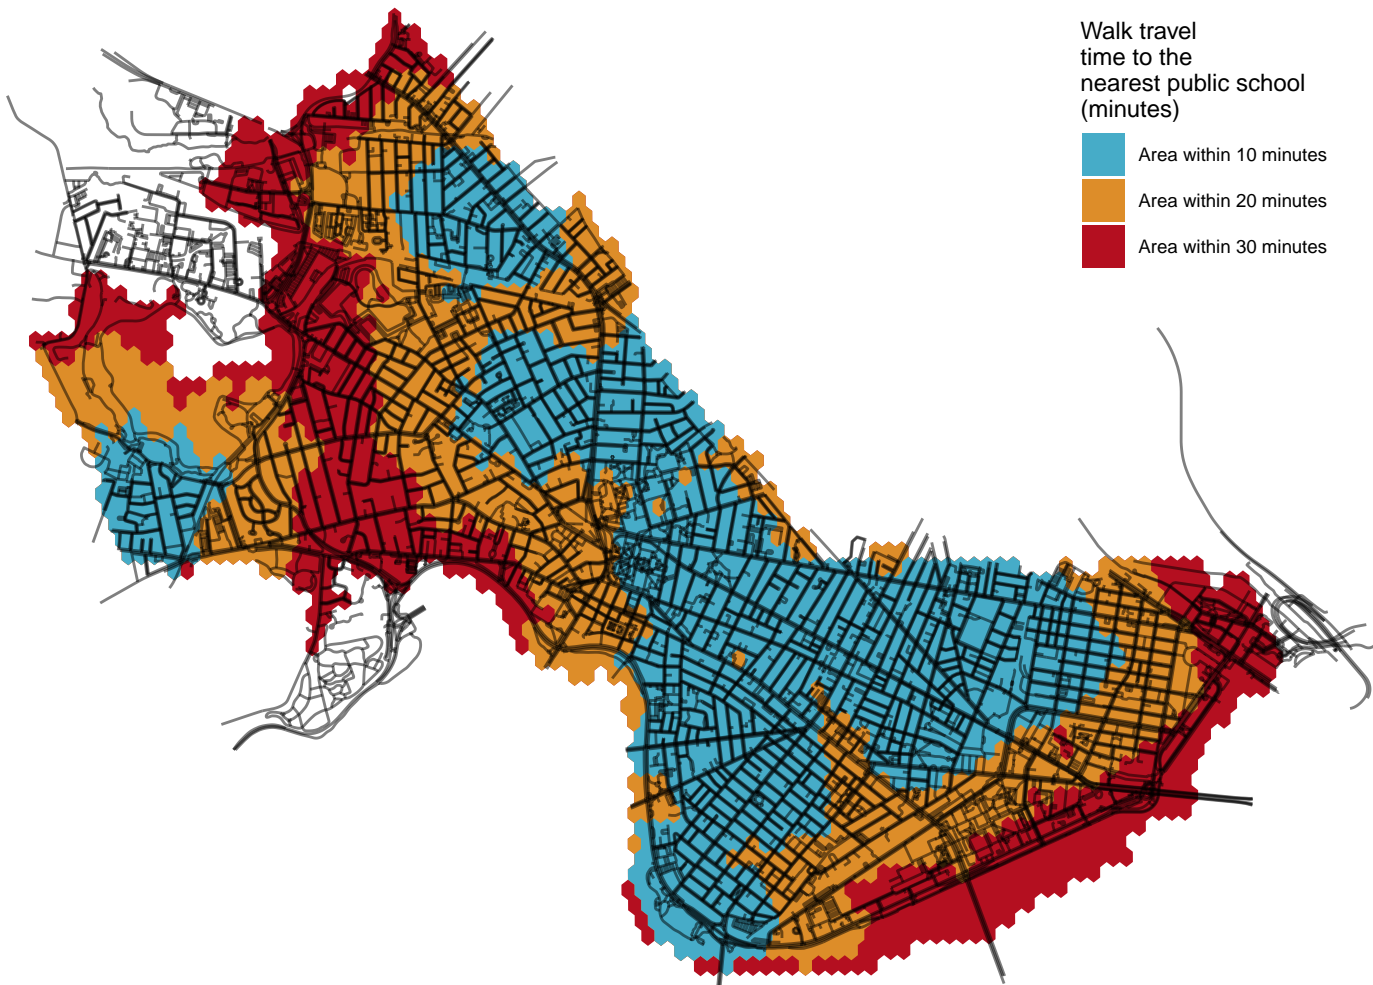 Walk travel
time to the
nearest public school
(minutes)
Area within 10 minutes
Area within 20 minutes
Area within 30 minutes